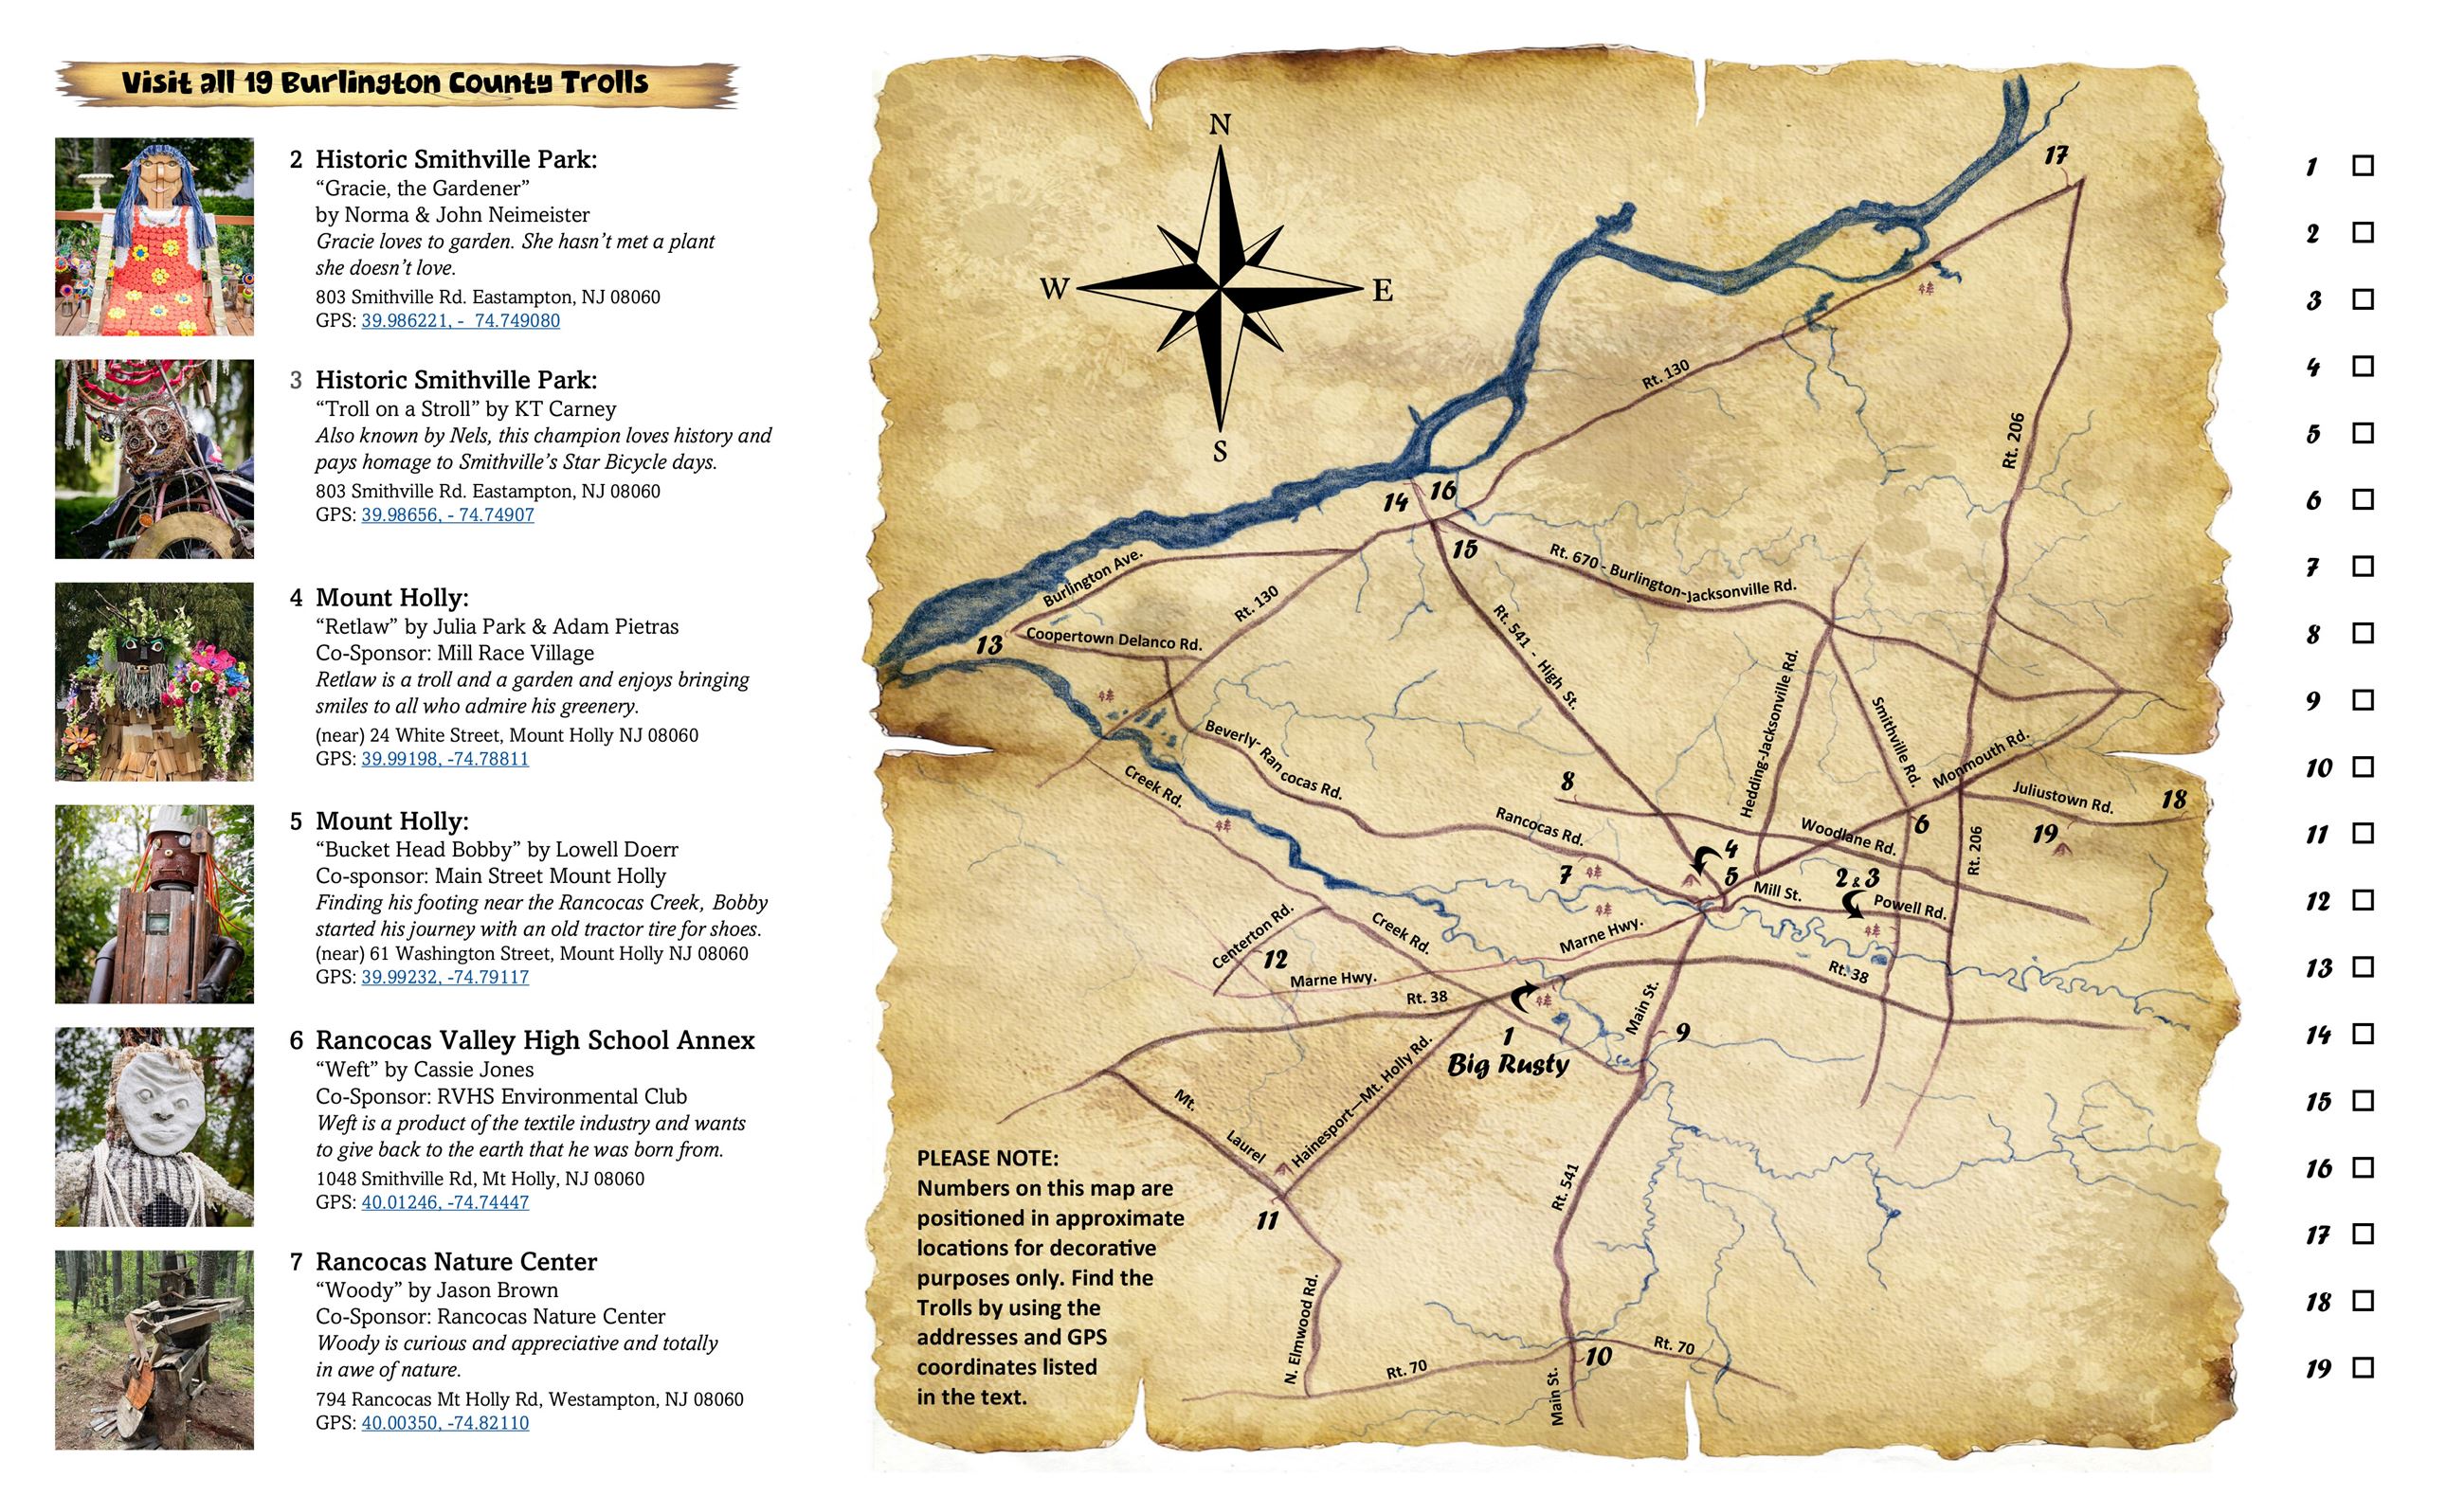 Visit all 19 Burlington County Trolls
2 Historic Smithville Park:
“Gracie, the Gardener”
by Norma & John Neimeister
Gracie loves to garden. She hasn’t met a plant
she doesn’t love.
803 Smithville Rd. Eastampton, NJ 08060
GPS: 39.986221, -  74.749080
3 Historic Smithville Park:
“Troll on a Stroll” by KT Carney
Also known by Nels, this champion loves history and
pays homage to Smithville’s Star Bicycle days.
803 Smithville Rd. Eastampton, NJ 08060
GPS: 39.98656, - 74.74907
4 Mount Holly:
“Retlaw” by Julia Park & Adam Pietras
Co-Sponsor: Mill Race Village
Retlaw is a troll and a garden and enjoys bringing
smiles to all who admire his greenery.
(near) 24 White Street, Mount Holly NJ 08060
GPS: 39.99198, -74.78811
5 Mount Holly:
“Bucket Head Bobby” by Lowell Doerr
Co-sponsor: Main Street Mount Holly
Finding his footing near the Rancocas Creek, Bobby
started his journey with an old tractor tire for shoes.
(near) 61 Washington Street, Mount Holly NJ 08060
GPS: 39.99232, -74.79117
6 Rancocas Valley High School Annex
“Weft” by Cassie Jones
Co-Sponsor: RVHS Environmental Club
Weft is a product of the textile industry and wants
to give back to the earth that he was born from.
1048 Smithville Rd, Mt Holly, NJ 08060
GPS: 40.01246, -74.74447
7 Rancocas Nature Center
“Woody” by Jason Brown
Co-Sponsor: Rancocas Nature Center
Woody is curious and appreciative and totally
in awe of nature.
794 Rancocas Mt Holly Rd, Westampton, NJ 08060
GPS: 40.00350, -74.82110
N
W
E
S
17
Rt. 130
Rt. 206
14
16
15
Rt. 670 - Burlington-Jacksonville Rd.
Burlington Ave.
Rt. 130
13
Coopertown Delanco Rd.
Rt. 541 - High St.
Hedding-Jacksonville Rd.
Smithville Rd.
Monmouth Rd.
Beverly- Rancocas Rd.
Creek Rd.
8
Juliustown Rd.
18
Rancocas Rd.
Woodlane Rd.
6
19
Rt. 206
4
7
5
Mill St.
2 & 3
Powell Rd.
Centerton Rd.
Creek Rd.
Marne Hwy.
12
Marne Hwy.
Rt. 38
Rt. 38
Main St.
9
1
Big Rusty
Hainesport—Mt. Holly Rd.
Mt.
Laurel
11
Rt. 541
N. Elmwood Rd.
Rt. 70
10
Rt. 70
Main St.
PLEASE NOTE:
Numbers on this map are
positioned in approximate
locations for decorative
purposes only. Find the
Trolls by using the
addresses and GPS
coordinates listed
in the text.
1
2
3
4
5
6
7
8
9
10
11
12
13
14
15
16
17
18
19